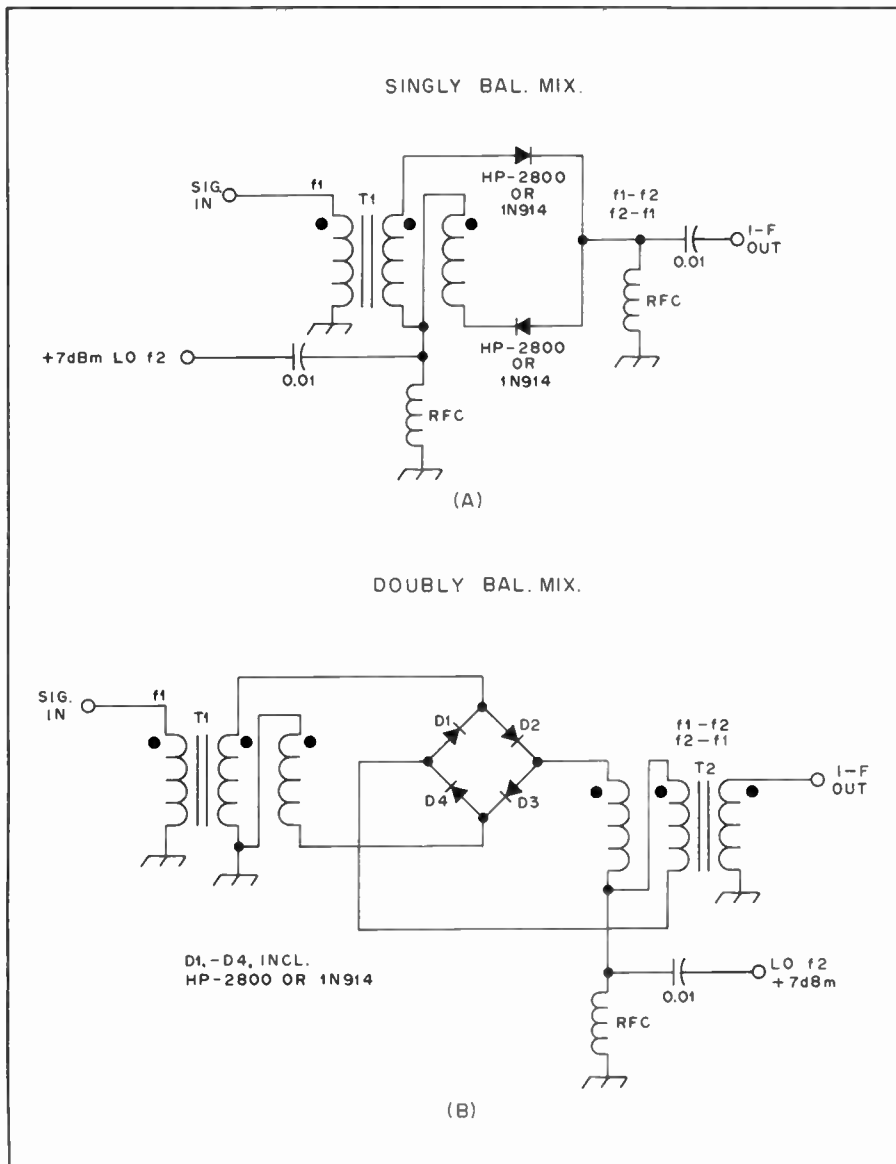 SINGLY BAL. MIX.
SIG. IN
f1
T1
HP-2800
OR
1N914
f1-f2
f2-f1
I-F OUT
0.01
RFC
HP-2800
OR
1N914
+7dBm LO f2
0.01
RFC
(A)
DOUBLY BAL. MIX.
SIG. IN
f1
T1
D1
D2
D4
D3
f1-f2
f2-f1
T2
I-F OUT
D1,-D4, INCL.
HP-2800 OR 1N914
LO f2
+7dBm
0.01
RFC
(B)